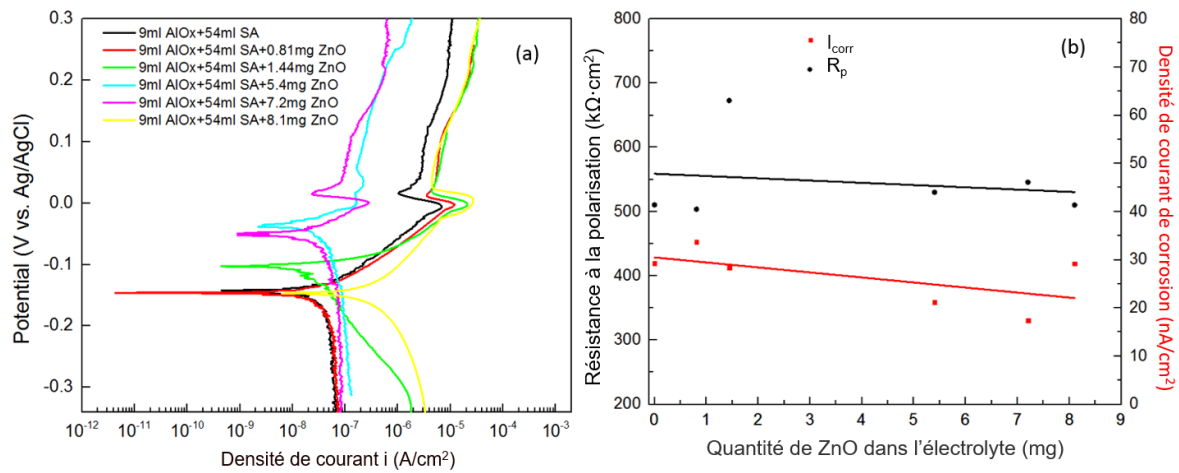 0.3
0.2
0.1
0.0
-0.1
-0.2
-0.3
Potential (V vs. Ag/AgCl)
9ml AlOx+54ml SA
9ml AlOx+54ml SA+0.81mg ZnO
9ml AlOx+54ml SA+1.44mg ZnO
9ml AlOx+54ml SA+5.4mg ZnO
9ml AlOx+54ml SA+7.2mg ZnO
9ml AlOx+54ml SA+8.1mg ZnO
(a)
10⁻¹² 10⁻¹¹ 10⁻¹⁰ 10⁻⁹ 10⁻⁸ 10⁻⁷ 10⁻⁶ 10⁻⁵ 10⁻⁴ 10⁻³
Densité de courant i (A/cm²)
800
700
600
500
400
300
200
Résistance à la polarisation (kΩ·cm²)
I_corr
R_p
(b)
80
70
60
50
40
30
20
10
0
Densité de courant de corrosion (nA/cm²)
0 1 2 3 4 5 6 7 8 9
Quantité de ZnO dans l'électrolyte (mg)